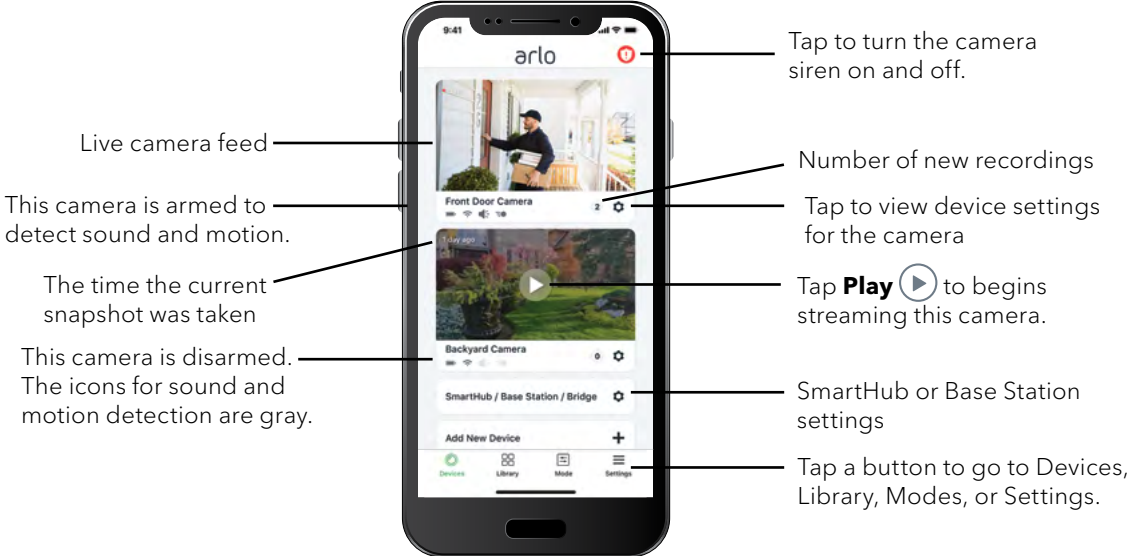 9:41
arlo
Tap to turn the camera
siren on and off.
Live camera feed
Number of new recordings
Front Door Camera
2
This camera is armed to
detect sound and motion.
Tap to view device settings
for the camera
1 day ago
The time the current
snapshot was taken
Tap Play to begins
streaming this camera.
This camera is disarmed.
The icons for sound and
motion detection are gray.
Backyard Camera
0
SmartHub / Base Station / Bridge
SmartHub or Base Station
settings
Add New Device
Devices
Library
Mode
Settings
Tap a button to go to Devices,
Library, Modes, or Settings.